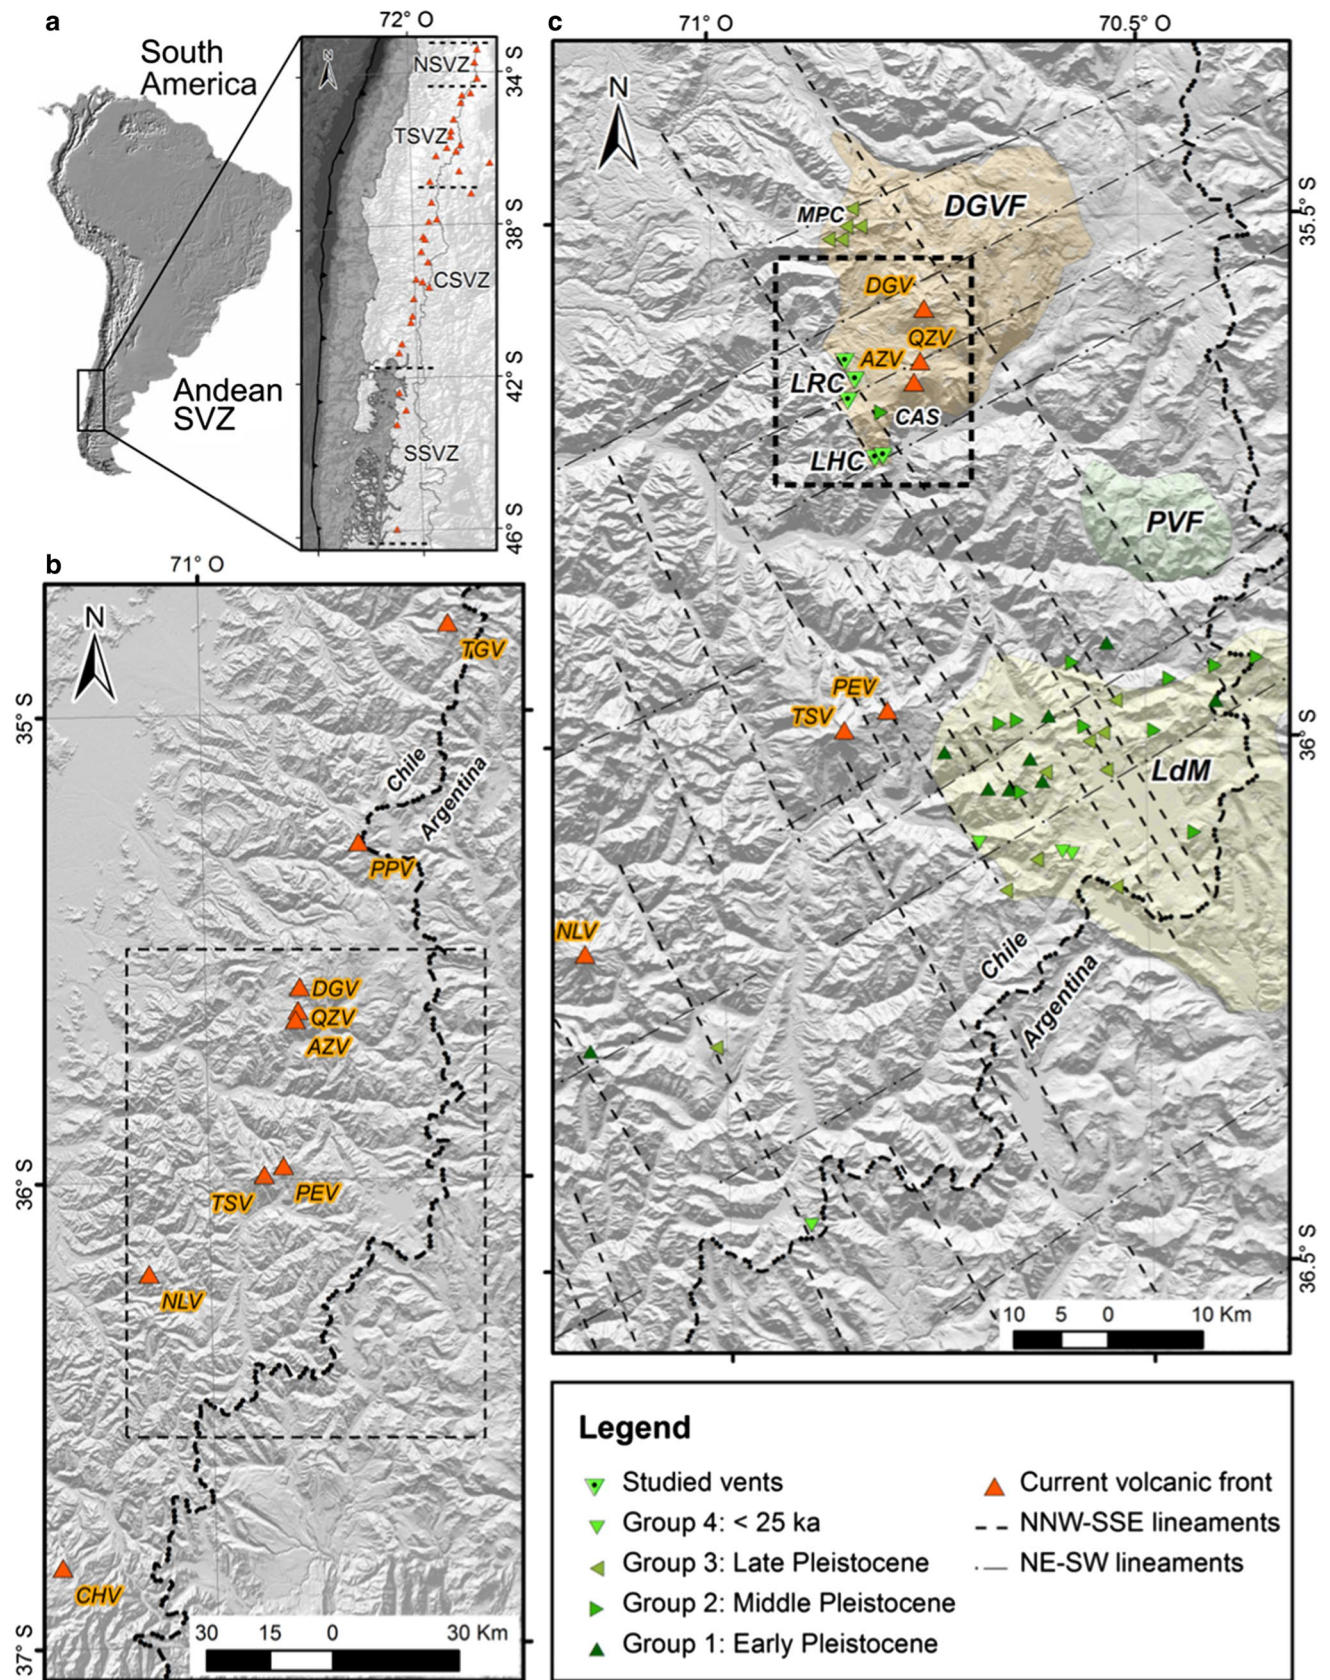 a
South
America
Andean
SVZ
72° O
N
NSVZ
TSVZ
CSVZ
SSVZ
34° S
38° S
42° S
46° S
b
71° O
N
35° S
36° S
37° S
TGV
Chile
Argentina
PPV
DGV
QZV
AZV
TSV
PEV
NLV
CHV
30 15 0 30 Km
c
71° O
70.5° O
N
35.5° S
36° S
36.5° S
MPC
DGVF
DGV
QZV
AZV
LRC
CAS
LHC
PVF
PEV
TSV
LdM
NLV
Chile
Argentina
10 5 0 10 Km
Legend
Studied vents
Group 4: < 25 ka
Group 3: Late Pleistocene
Group 2: Middle Pleistocene
Group 1: Early Pleistocene
Current volcanic front
NNW-SSE lineaments
NE-SW lineaments